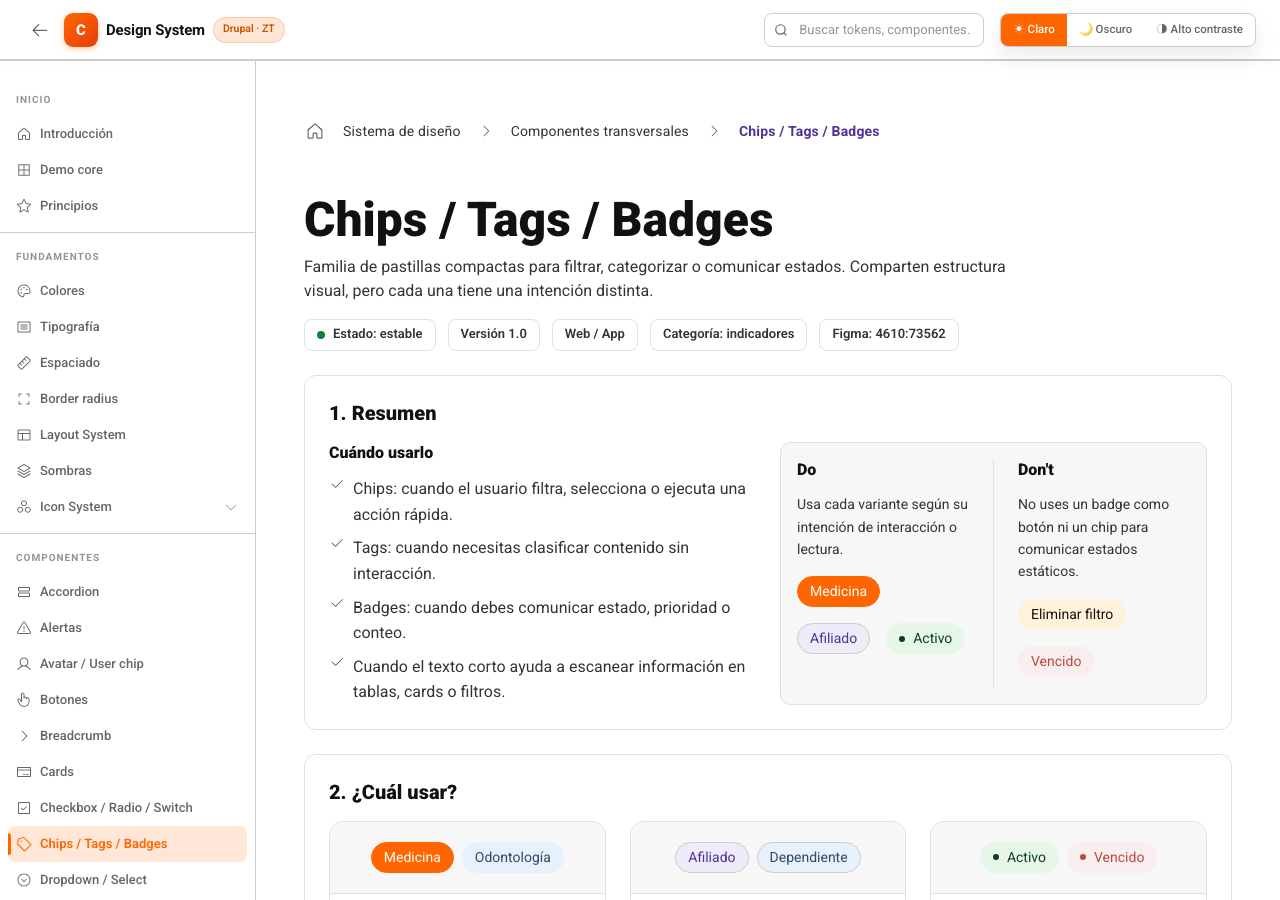 C Design System Drupal · ZT
Buscar tokens, componentes.
Claro Oscuro Alto contraste
INICIO
Introducción
Demo core
Principios
FUNDAMENTOS
Colores
Tipografía
Espaciado
Border radius
Layout System
Sombras
Icon System
COMPONENTES
Accordion
Alertas
Avatar / User chip
Botones
Breadcrumb
Cards
Checkbox / Radio / Switch
Chips / Tags / Badges
Dropdown / Select
Sistema de diseño Componentes transversales Chips / Tags / Badges
Chips / Tags / Badges
Familia de pastillas compactas para filtrar, categorizar o comunicar estados. Comparten estructura
visual, pero cada una tiene una intención distinta.
Estado: estable Versión 1.0 Web / App Categoría: indicadores Figma: 4610:73562
1. Resumen
Cuándo usarlo
Chips: cuando el usuario filtra, selecciona o ejecuta una
acción rápida.
Tags: cuando necesitas clasificar contenido sin
interacción.
Badges: cuando debes comunicar estado, prioridad o
conteo.
Cuando el texto corto ayuda a escanear información en
tablas, cards o filtros.
Do
Usa cada variante según su
intención de interacción o
lectura.
Medicina
Afiliado Activo
Don't
No uses un badge como
botón ni un chip para
comunicar estados
estáticos.
Eliminar filtro
Vencido
2. ¿Cuál usar?
Medicina Odontología Afiliado Dependiente Activo Vencido